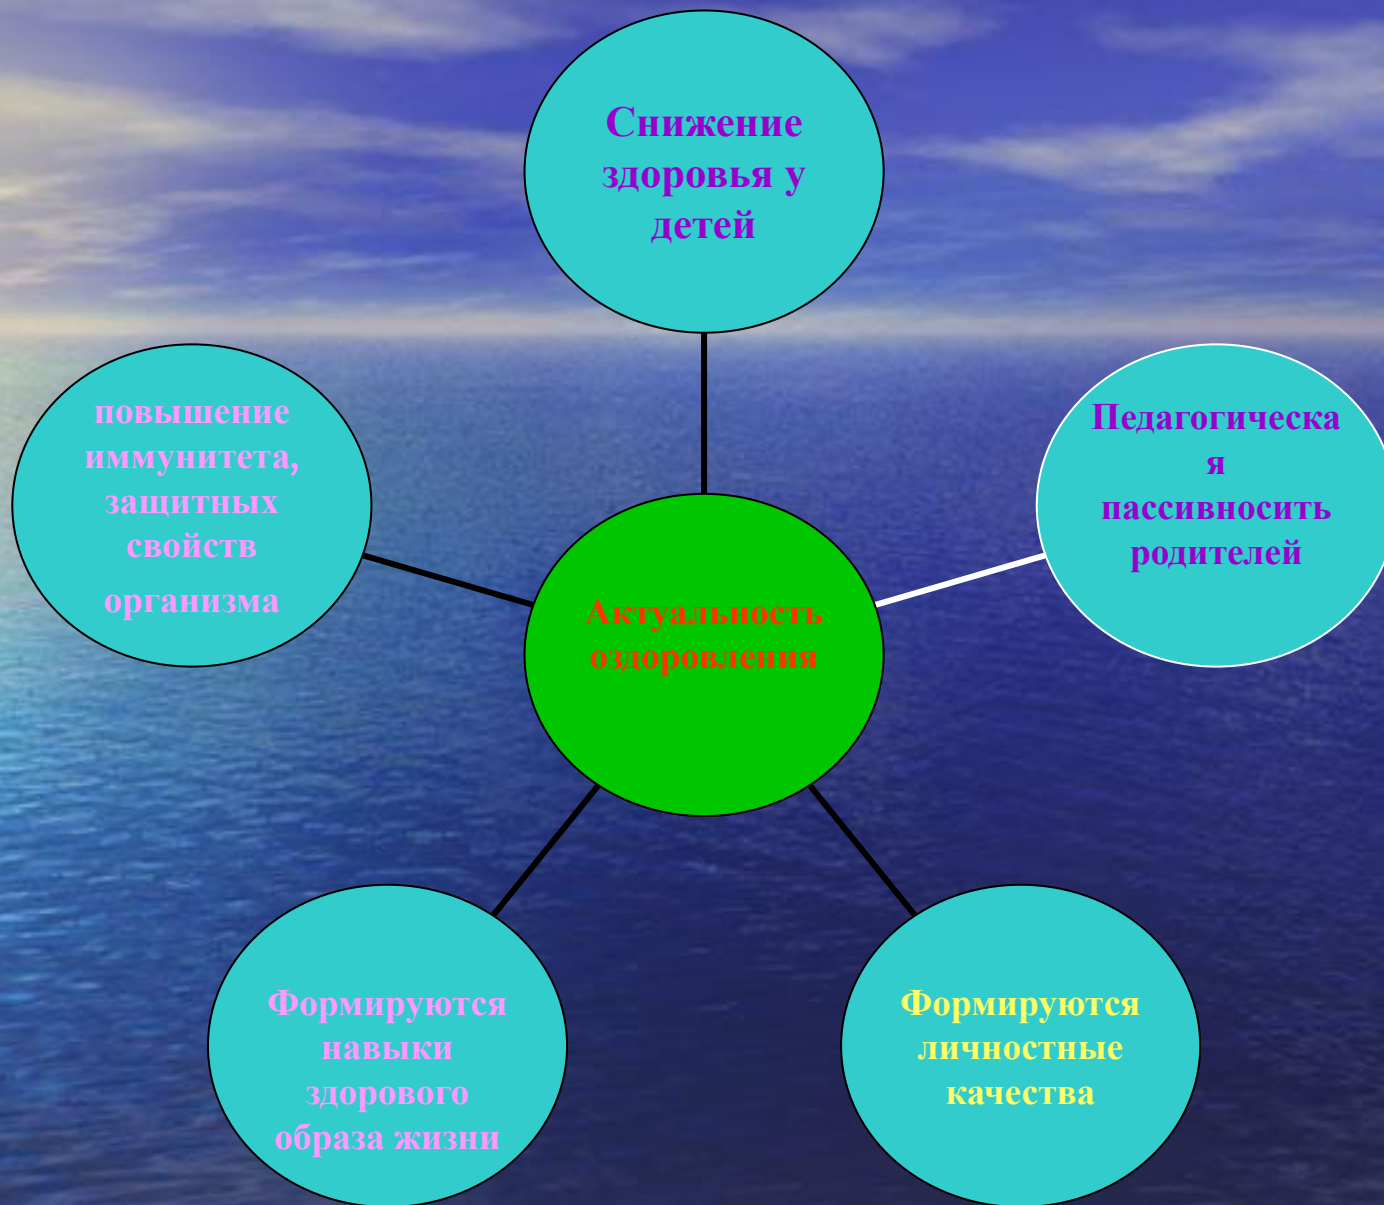 Снижение
здоровья у
детей
повышение
иммунитета,
защитных
свойств
организма
Педагогическа
я
пассивносить
родителей
Актуальность
оздоровления
Формируются
навыки
здорового
образа жизни
Формируются
личностные
качества